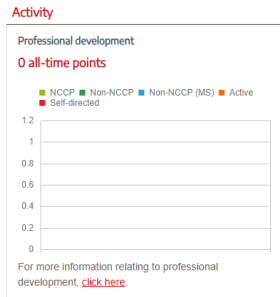 Activity
Professional development
0 all-time points
NCCP Non-NCCP Non-NCCP (MS) Active
Self-directed
1.2
1
0.8
0.6
0.4
0.2
0
For more information relating to professional
development, click here.